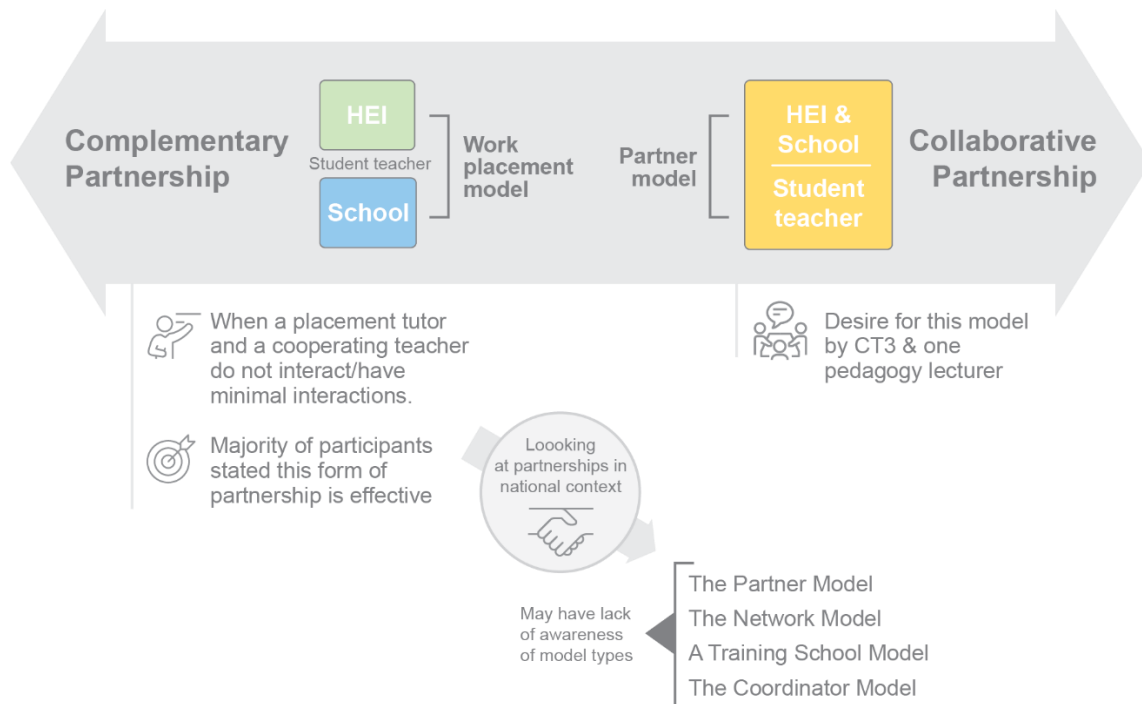 Complementary
Partnership
HEI
Student teacher
School
Work
placement
model
Partner
model
HEI &
School
Student
teacher
Collaborative
Partnership
When a placement tutor
and a cooperating teacher
do not interact/have
minimal interactions.
Majority of participants
stated this form of
partnership is effective
Desire for this model
by CT3 & one
pedagogy lecturer
Loooking
at partnerships in
national context
May have lack
of awareness
of model types
The Partner Model
The Network Model
A Training School Model
The Coordinator Model